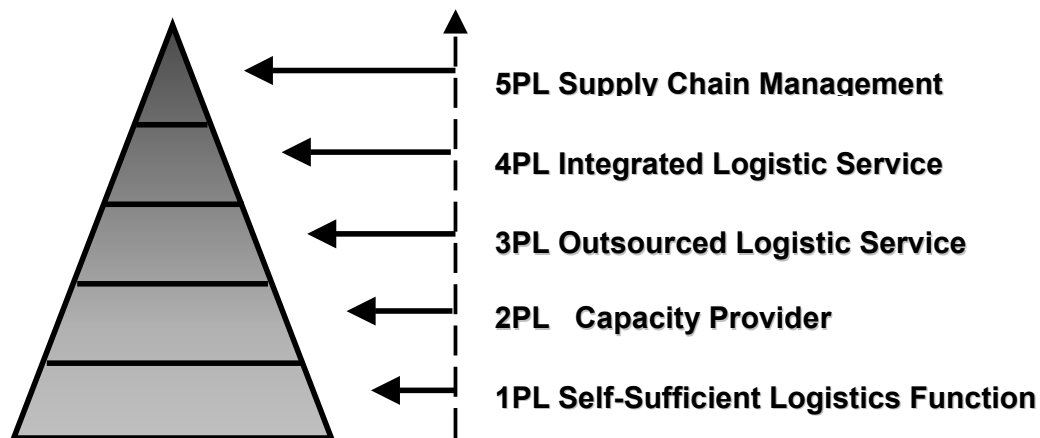 5PL Supply Chain Management
4PL Integrated Logistic Service
3PL Outsourced Logistic Service
2PL Capacity Provider
1PL Self-Sufficient Logistics Function